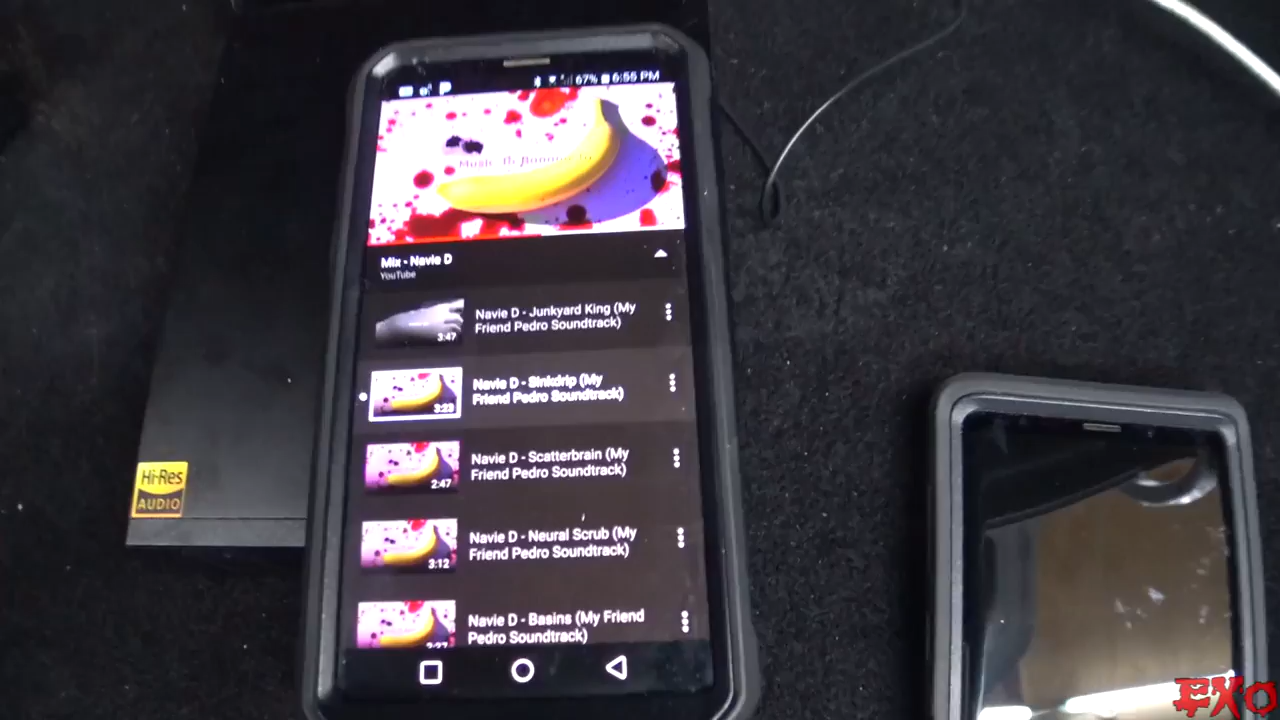 67% 6:55 PM
Mix - Navie D
YouTube
Navie D - Junkyard King (My
Friend Pedro Soundtrack)
3:47
Navie D - Sinkdrip (My
Friend Pedro Soundtrack)
3:23
Navie D - Scatterbrain (My
Friend Pedro Soundtrack)
2:47
Navie D - Neural Scrub (My
Friend Pedro Soundtrack)
3:12
Navie D - Basins (My Friend
Pedro Soundtrack)
Hi-Res
AUDIO
EXO